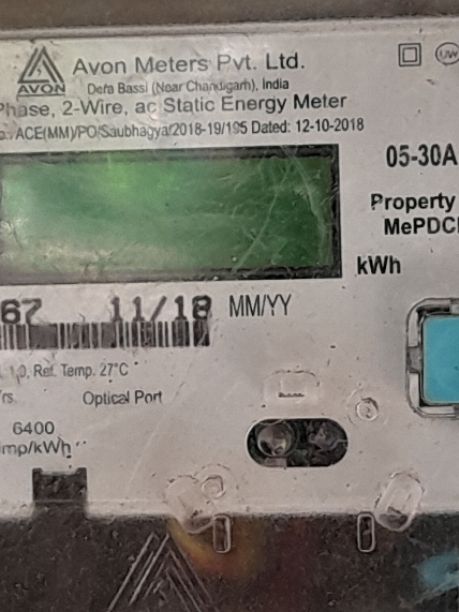 Avon Meters Pvt. Ltd.
AVON
Dera Bassi (Near Chandigarh), India
Phase, 2-Wire, ac Static Energy Meter
ACE(MM)/PO/Saubhagya/2018-19/195 Dated: 12-10-2018
05-30A
Property
MePDC
kWh
67 11/18 MM/YY
1.0, Ref. Temp. 27°C
Yrs. Optical Port
6400
imp/kWh